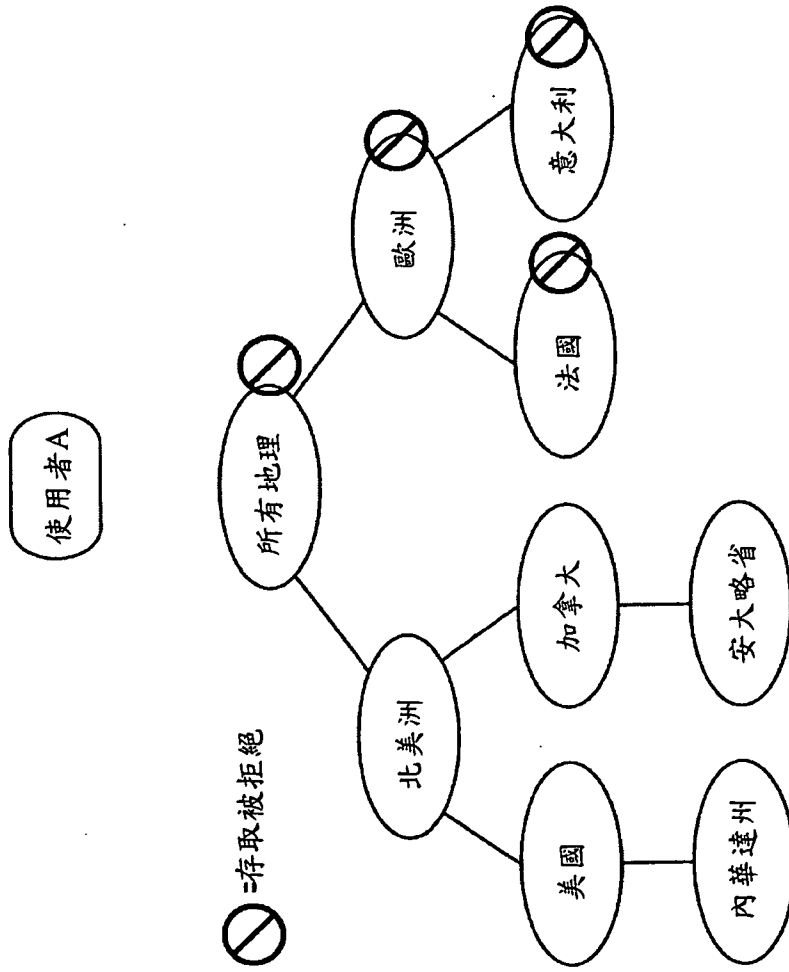 使用者A
=存取被拒絕
所有地理
北美洲
歐洲
美國
加拿大
法國
意大利
內華達州
安大略省